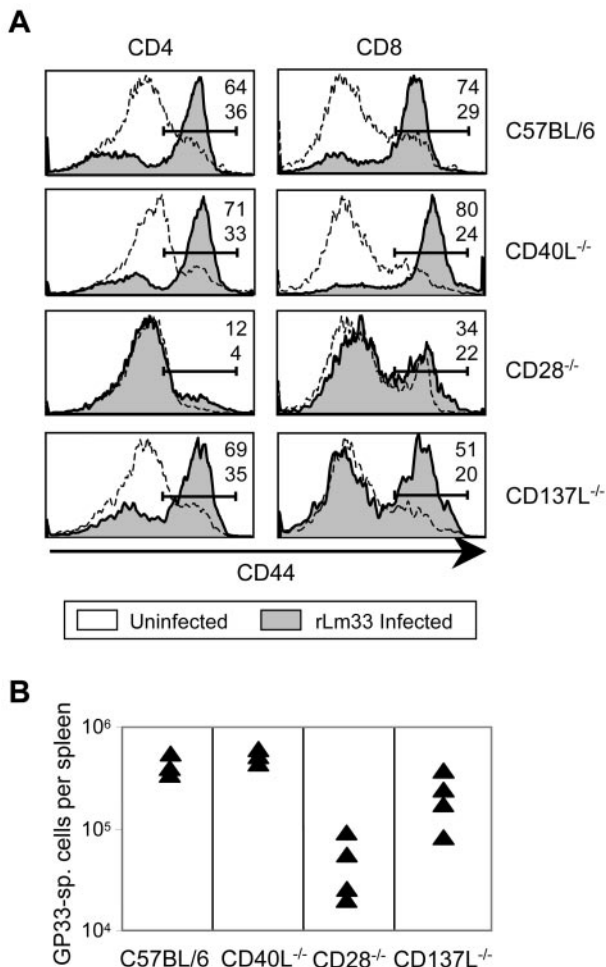 A
CD4 CD8
64 74
36 29
C57BL/6
71 80
33 24
CD40L-/-
12 34
4 22
CD28-/-
69 51
35 20
CD137L-/-
CD44
Uninfected rLm33 Infected
B
GP33-sp. cells per spleen
10⁶
10⁵
10⁴
C57BL/6 CD40L-/- CD28-/- CD137L-/-